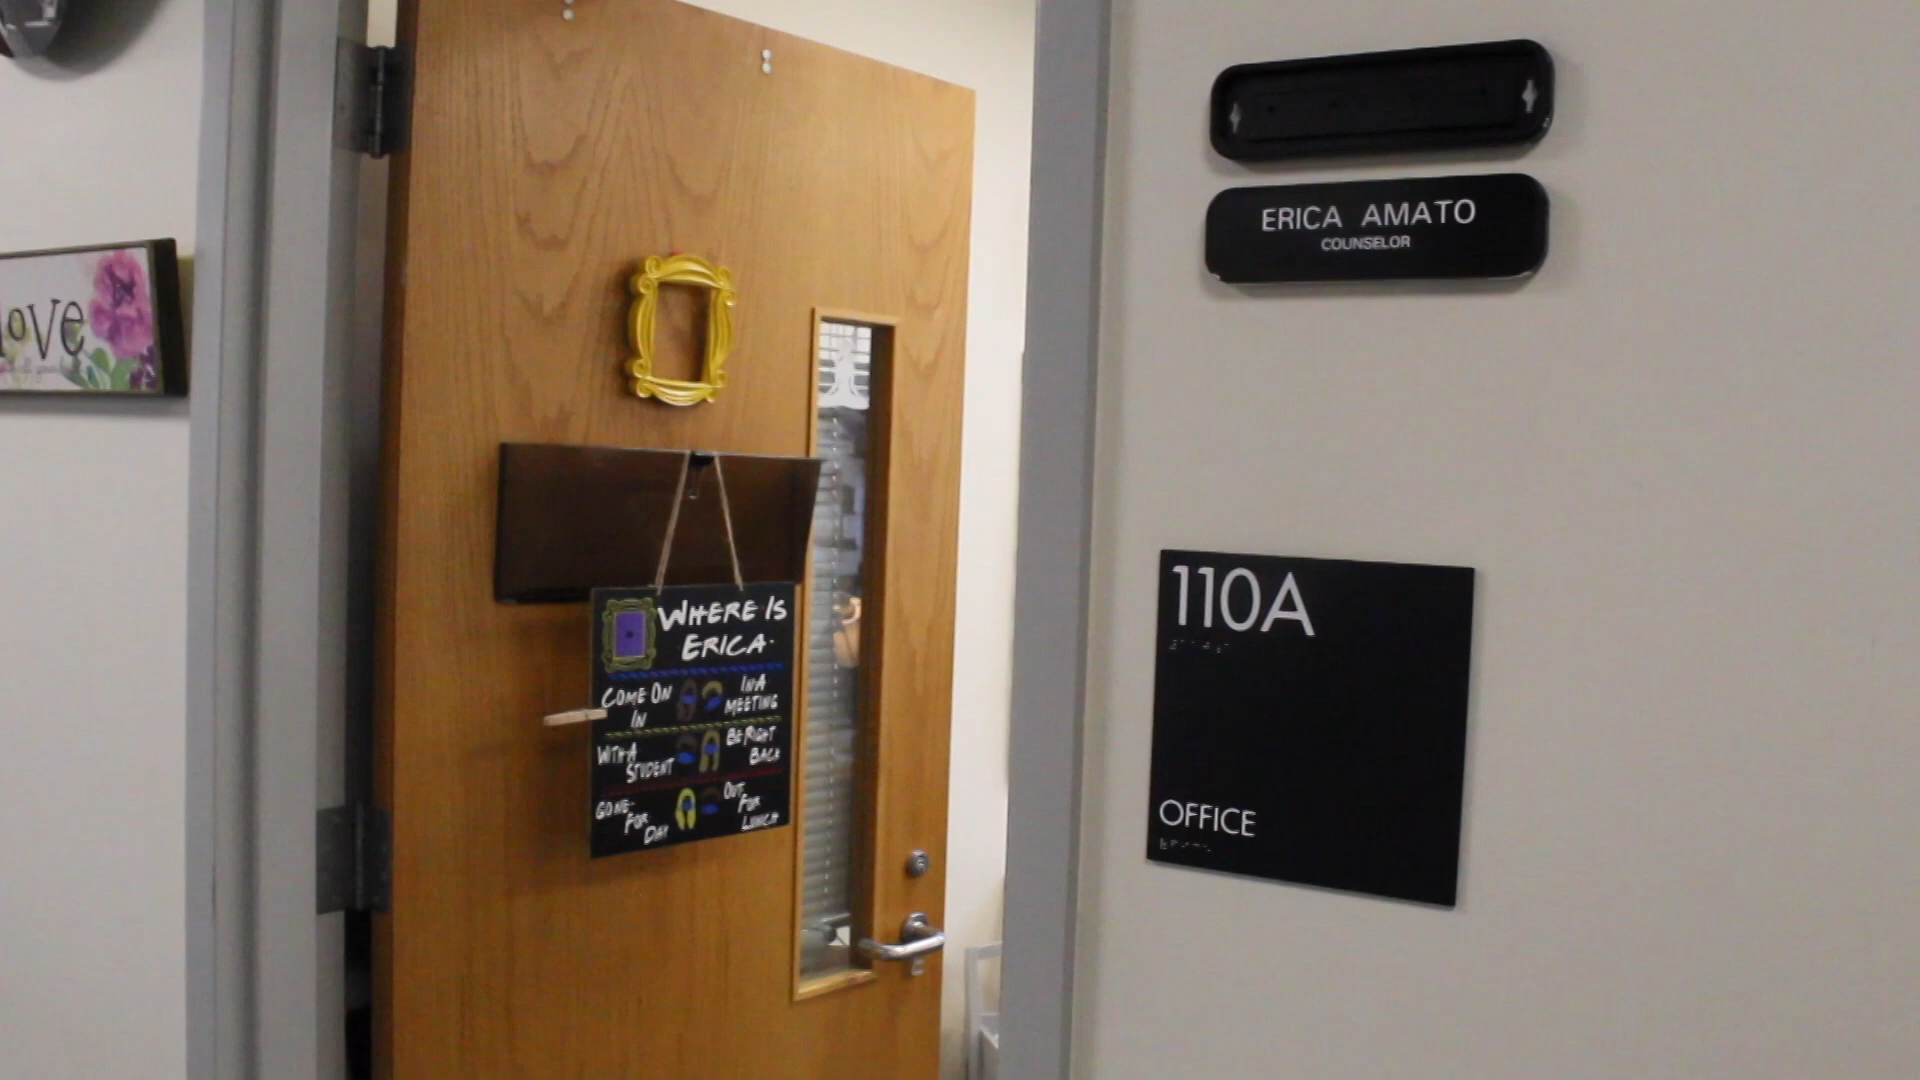 love
ERICA AMATO
COUNSELOR
WHERE IS
ERICA.
COME ON
IN
IN A
MEETING
WITH A
STUDENT
BE RIGHT
BACK
GONE-
FOR
DAY
OUT
FOR
LUNCH
110A
OFFICE